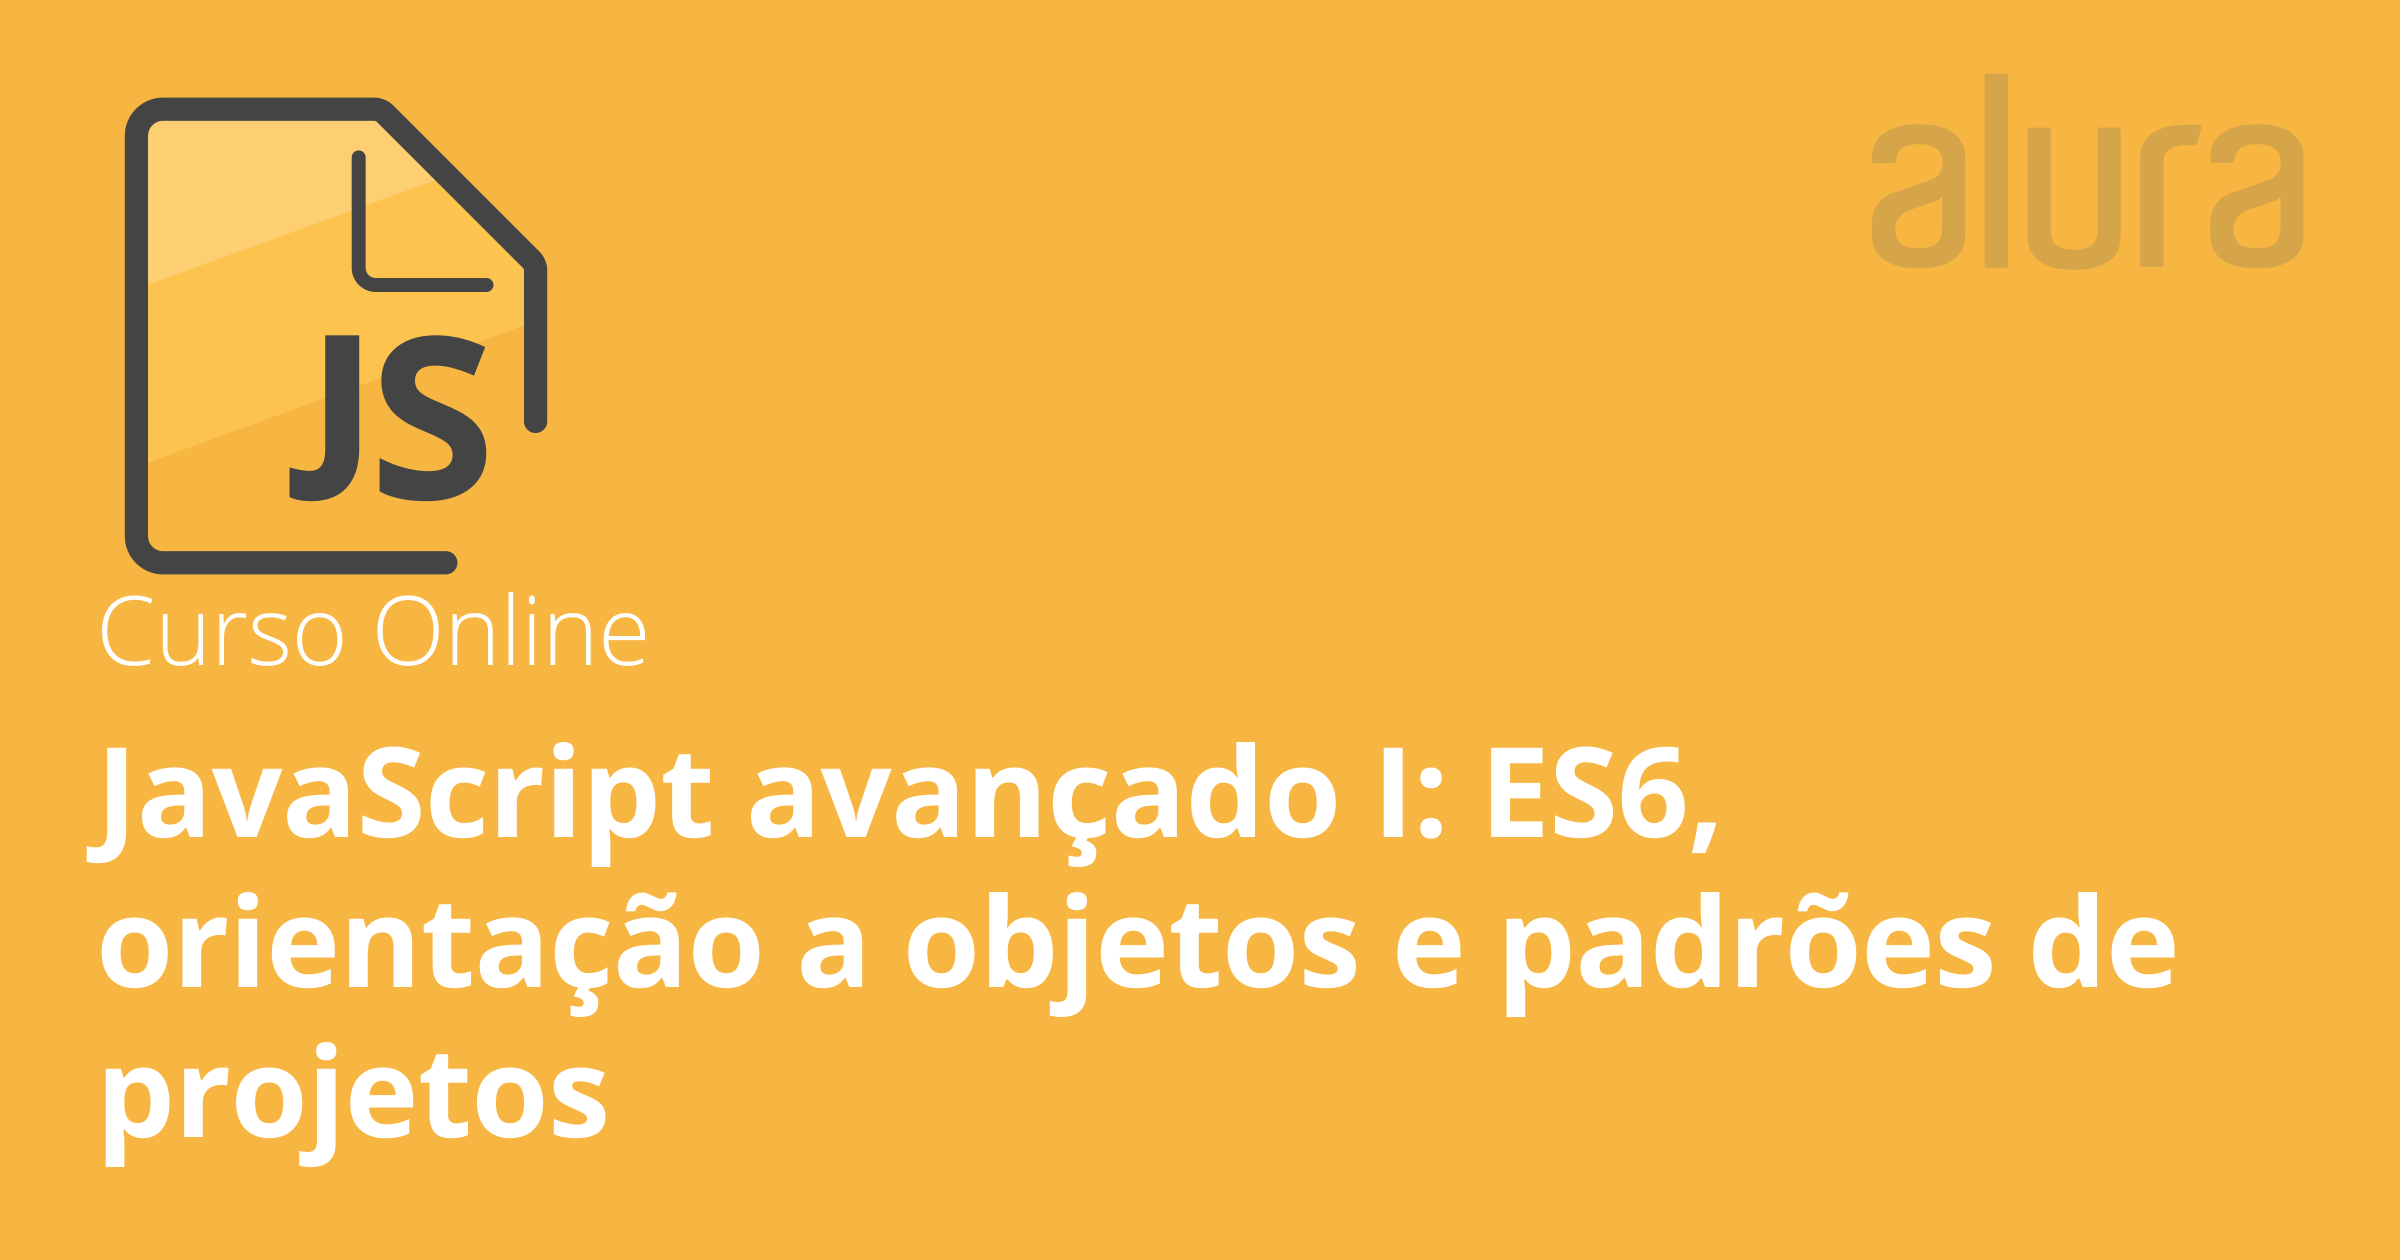 alura
JS
Curso Online
JavaScript avançado I: ES6,
orientação a objetos e padrões de
projetos